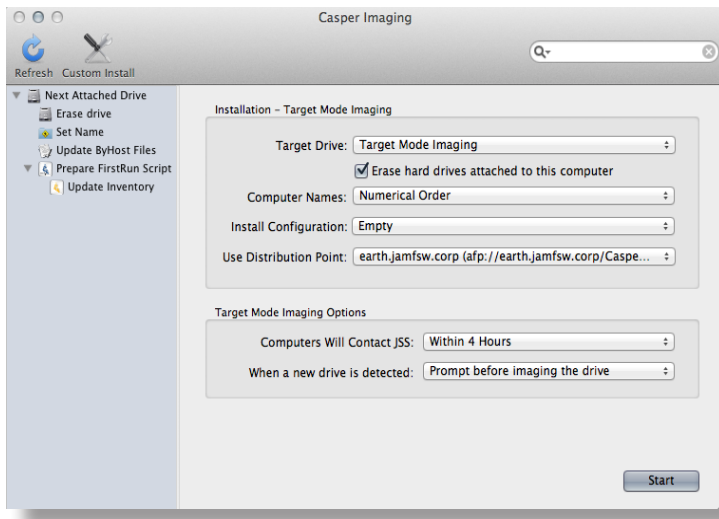 Casper Imaging
Refresh Custom Install
Next Attached Drive
Erase drive
Set Name
Update ByHost Files
Prepare FirstRun Script
Update Inventory
Installation – Target Mode Imaging
Target Drive: Target Mode Imaging
Erase hard drives attached to this computer
Computer Names: Numerical Order
Install Configuration: Empty
Use Distribution Point: earth.jamfsw.corp (afp://earth.jamfsw.corp/Caspe...
Target Mode Imaging Options
Computers Will Contact JSS: Within 4 Hours
When a new drive is detected: Prompt before imaging the drive
Start